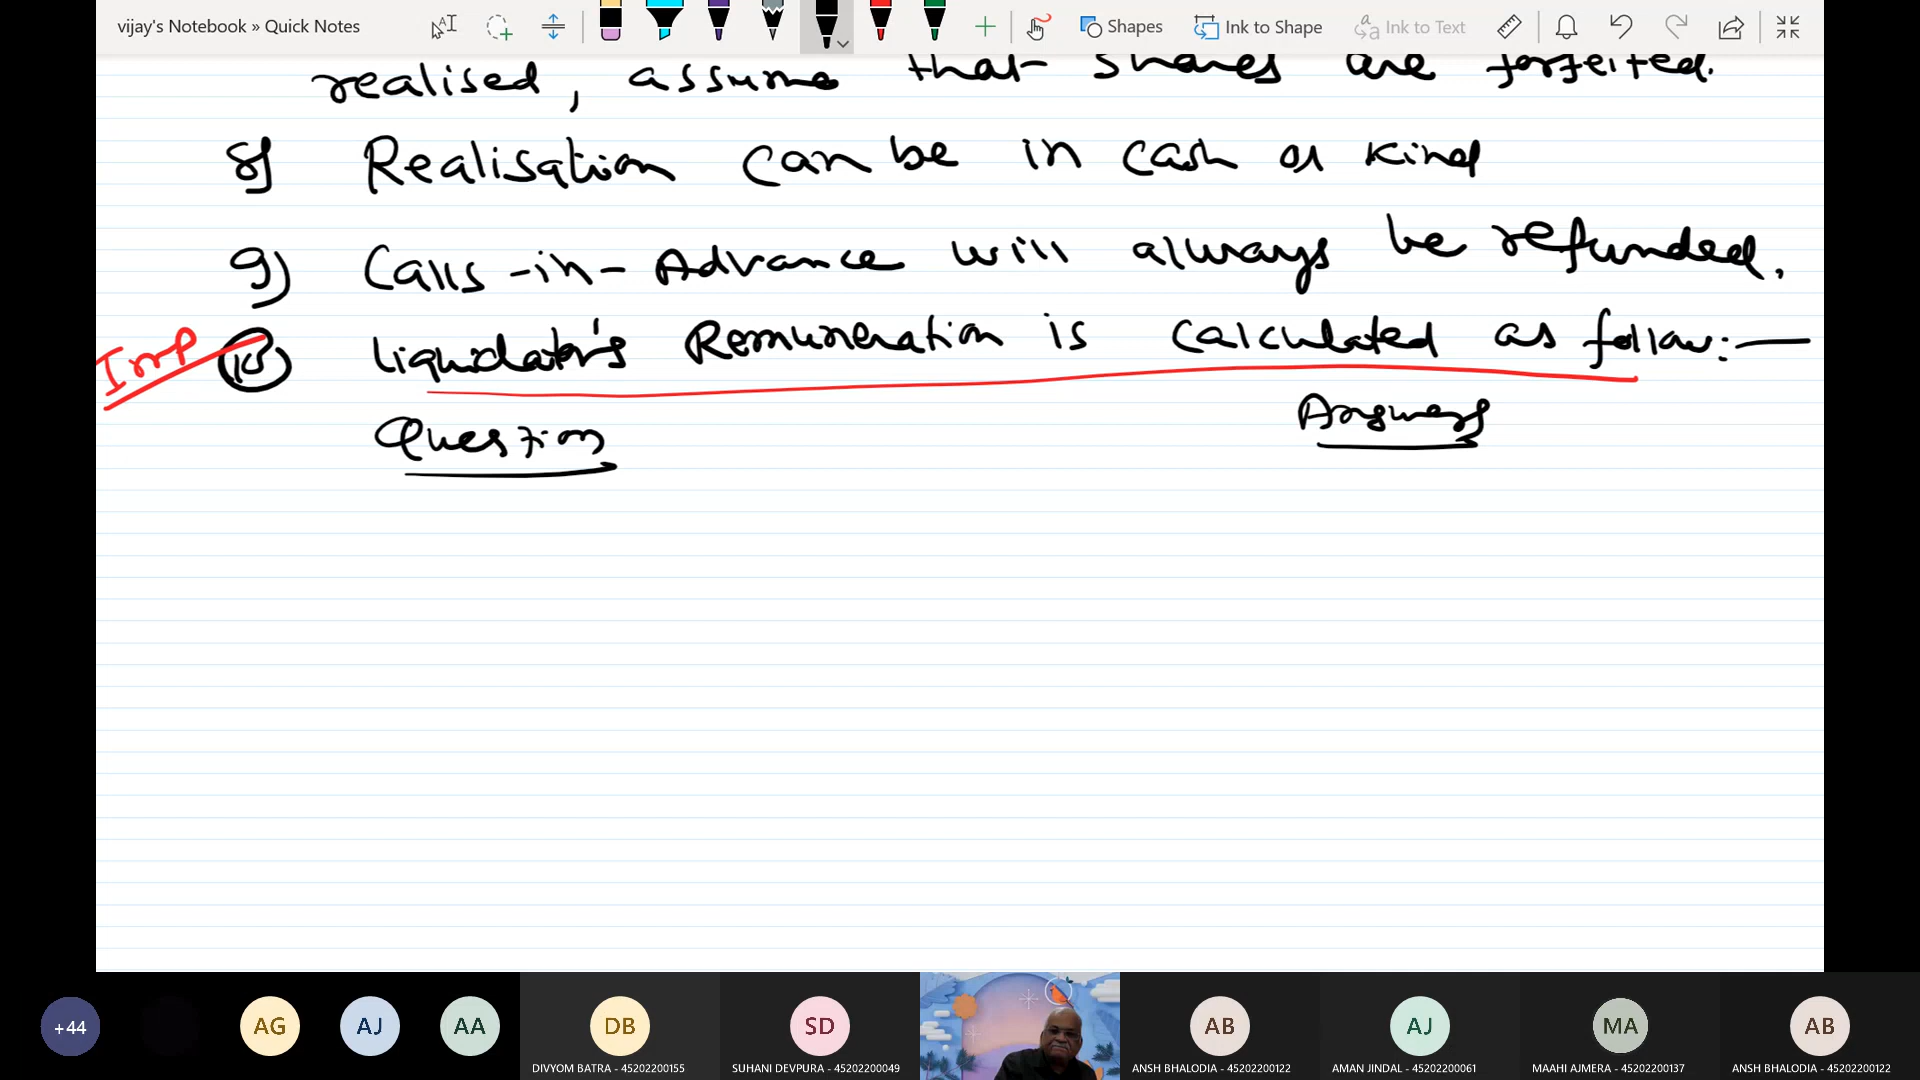 vijay's Notebook » Quick Notes
Shapes
Ink to Shape
Ink to Text
realised, assume that shares are forfeited.
8) Realisation can be in cash or kind
9) Calls-in-Advance will always be refunded.
Imp 10 liquidator's Remuneration is calculated as follow:—
Question Answers
+44
AG
AJ
AA
DB
SD
AB
AJ
MA
AB
DIVYOM BATRA - 45202200155
SUHANI DEVPURA - 45202200049
ANSH BHALODIA - 45202200122
AMAN JINDAL - 45202200061
MAAHI AJMERA - 45202200137
ANSH BHALODIA - 45202200122